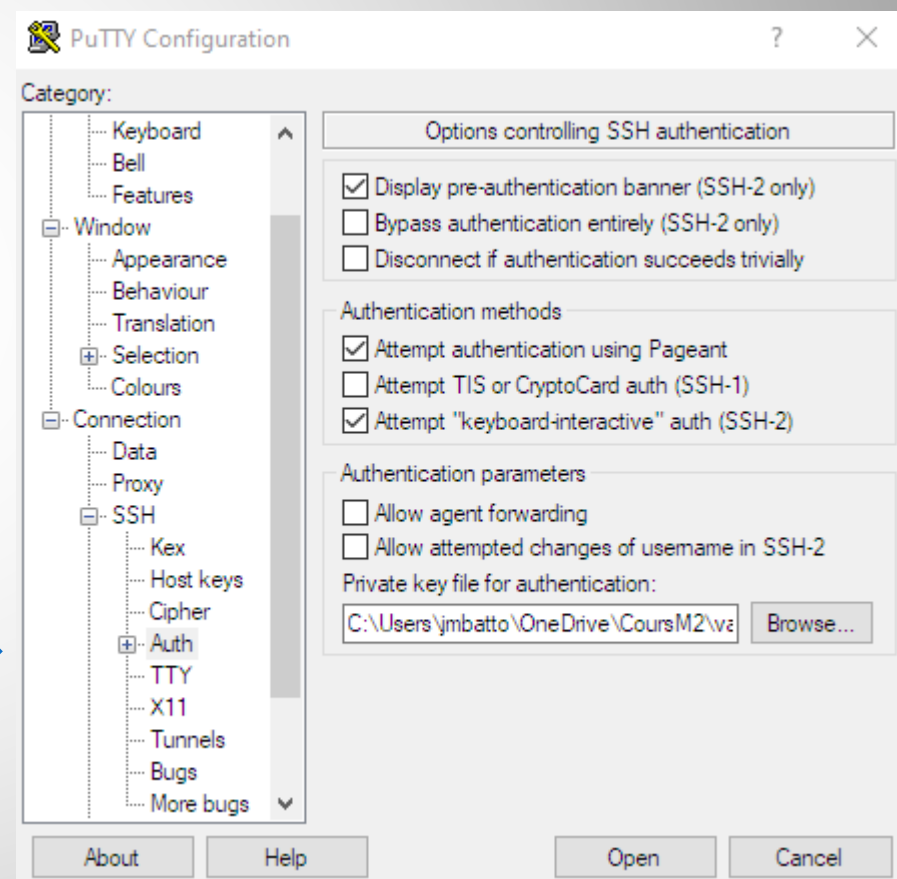 PuTTY Configuration
Category:
Keyboard
Bell
Features
Window
Appearance
Behaviour
Translation
Selection
Colours
Connection
Data
Proxy
SSH
Kex
Host keys
Cipher
Auth
TTY
X11
Tunnels
Bugs
More bugs
Options controlling SSH authentication
Display pre-authentication banner (SSH-2 only)
Bypass authentication entirely (SSH-2 only)
Disconnect if authentication succeeds trivially
Authentication methods
Attempt authentication using Pageant
Attempt TIS or CryptoCard auth (SSH-1)
Attempt "keyboard-interactive" auth (SSH-2)
Authentication parameters
Allow agent forwarding
Allow attempted changes of username in SSH-2
Private key file for authentication:
C:\Users\jmbatto\OneDrive\CoursM2\va
Browse...
About
Help
Open
Cancel